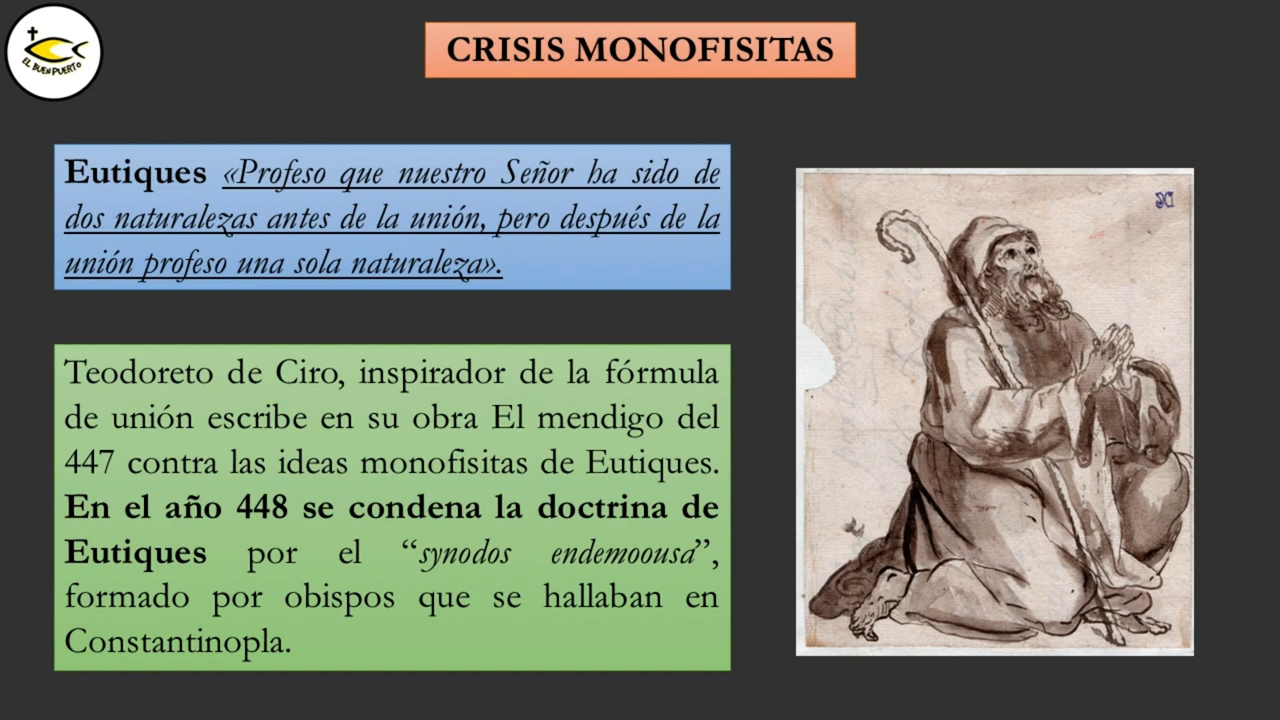 EL BUEN PUERTO
CRISIS MONOFISITAS
Eutiques «Profeso que nuestro Señor ha sido de
dos naturalezas antes de la unión, pero después de la
unión profeso una sola naturaleza».
Teodoreto de Ciro, inspirador de la fórmula
de unión escribe en su obra El mendigo del
447 contra las ideas monofisitas de Eutiques.
En el año 448 se condena la doctrina de
Eutiques por el “synodos endemoousa”,
formado por obispos que se hallaban en
Constantinopla.